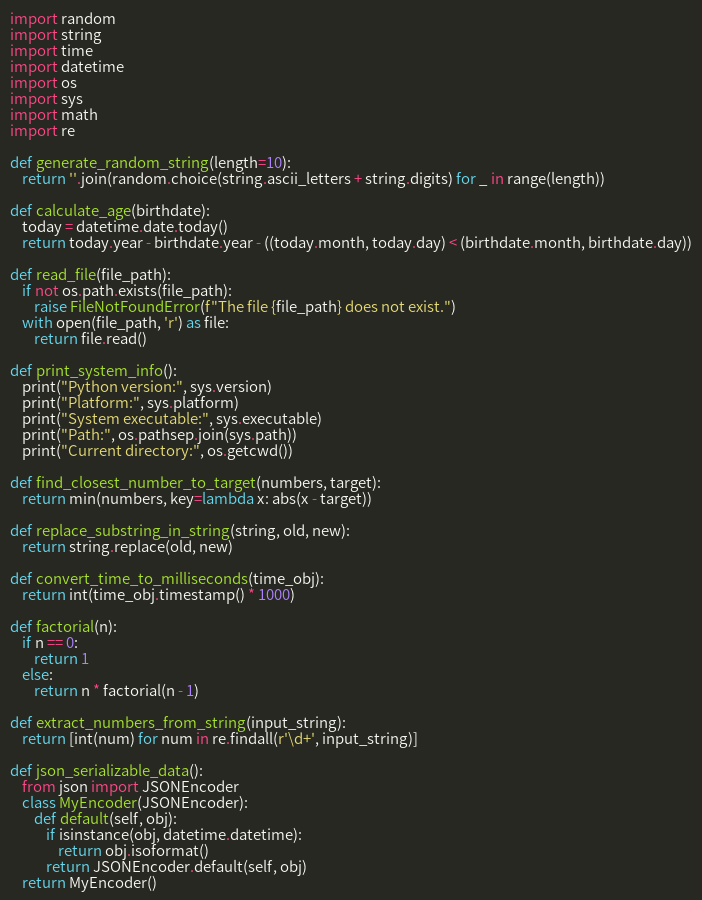 import random
import string
import time
import datetime
import os
import sys
import math
import re

def generate_random_string(length=10):
    return ''.join(random.choice(string.ascii_letters + string.digits) for _ in range(length))

def calculate_age(birthdate):
    today = datetime.date.today()
    return today.year - birthdate.year - ((today.month, today.day) < (birthdate.month, birthdate.day))

def read_file(file_path):
    if not os.path.exists(file_path):
        raise FileNotFoundError(f"The file {file_path} does not exist.")
    with open(file_path, 'r') as file:
        return file.read()

def print_system_info():
    print("Python version:", sys.version)
    print("Platform:", sys.platform)
    print("System executable:", sys.executable)
    print("Path:", os.pathsep.join(sys.path))
    print("Current directory:", os.getcwd())

def find_closest_number_to_target(numbers, target):
    return min(numbers, key=lambda x: abs(x - target))

def replace_substring_in_string(string, old, new):
    return string.replace(old, new)

def convert_time_to_milliseconds(time_obj):
    return int(time_obj.timestamp() * 1000)

def factorial(n):
    if n == 0:
        return 1
    else:
        return n * factorial(n - 1)

def extract_numbers_from_string(input_string):
    return [int(num) for num in re.findall(r'\d+', input_string)]

def json_serializable_data():
    from json import JSONEncoder
    class MyEncoder(JSONEncoder):
        def default(self, obj):
            if isinstance(obj, datetime.datetime):
                return obj.isoformat()
            return JSONEncoder.default(self, obj)
    return MyEncoder()